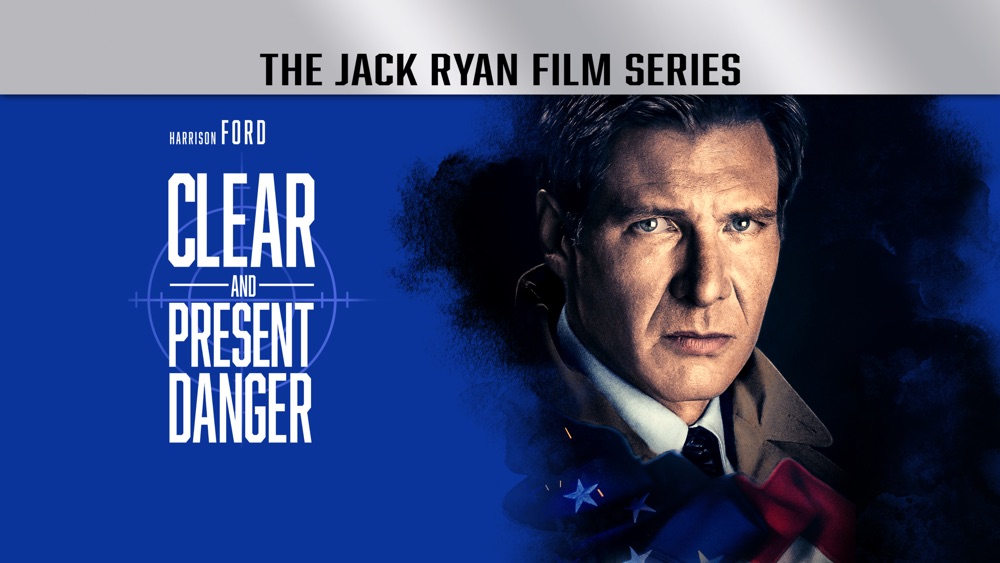 THE JACK RYAN FILM SERIES
HARRISON FORD
CLEAR
AND
PRESENT
DANGER